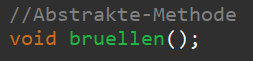 //Abstrakte-Methode
void bruellen();